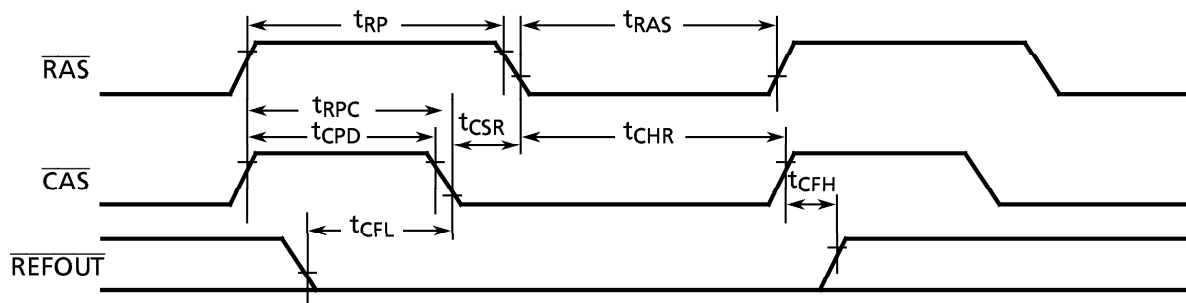 tRP
tRAS
RAS
tRPC
tCPD
tCSR
tCHR
CAS
tCFH
tCFL
REFOUT